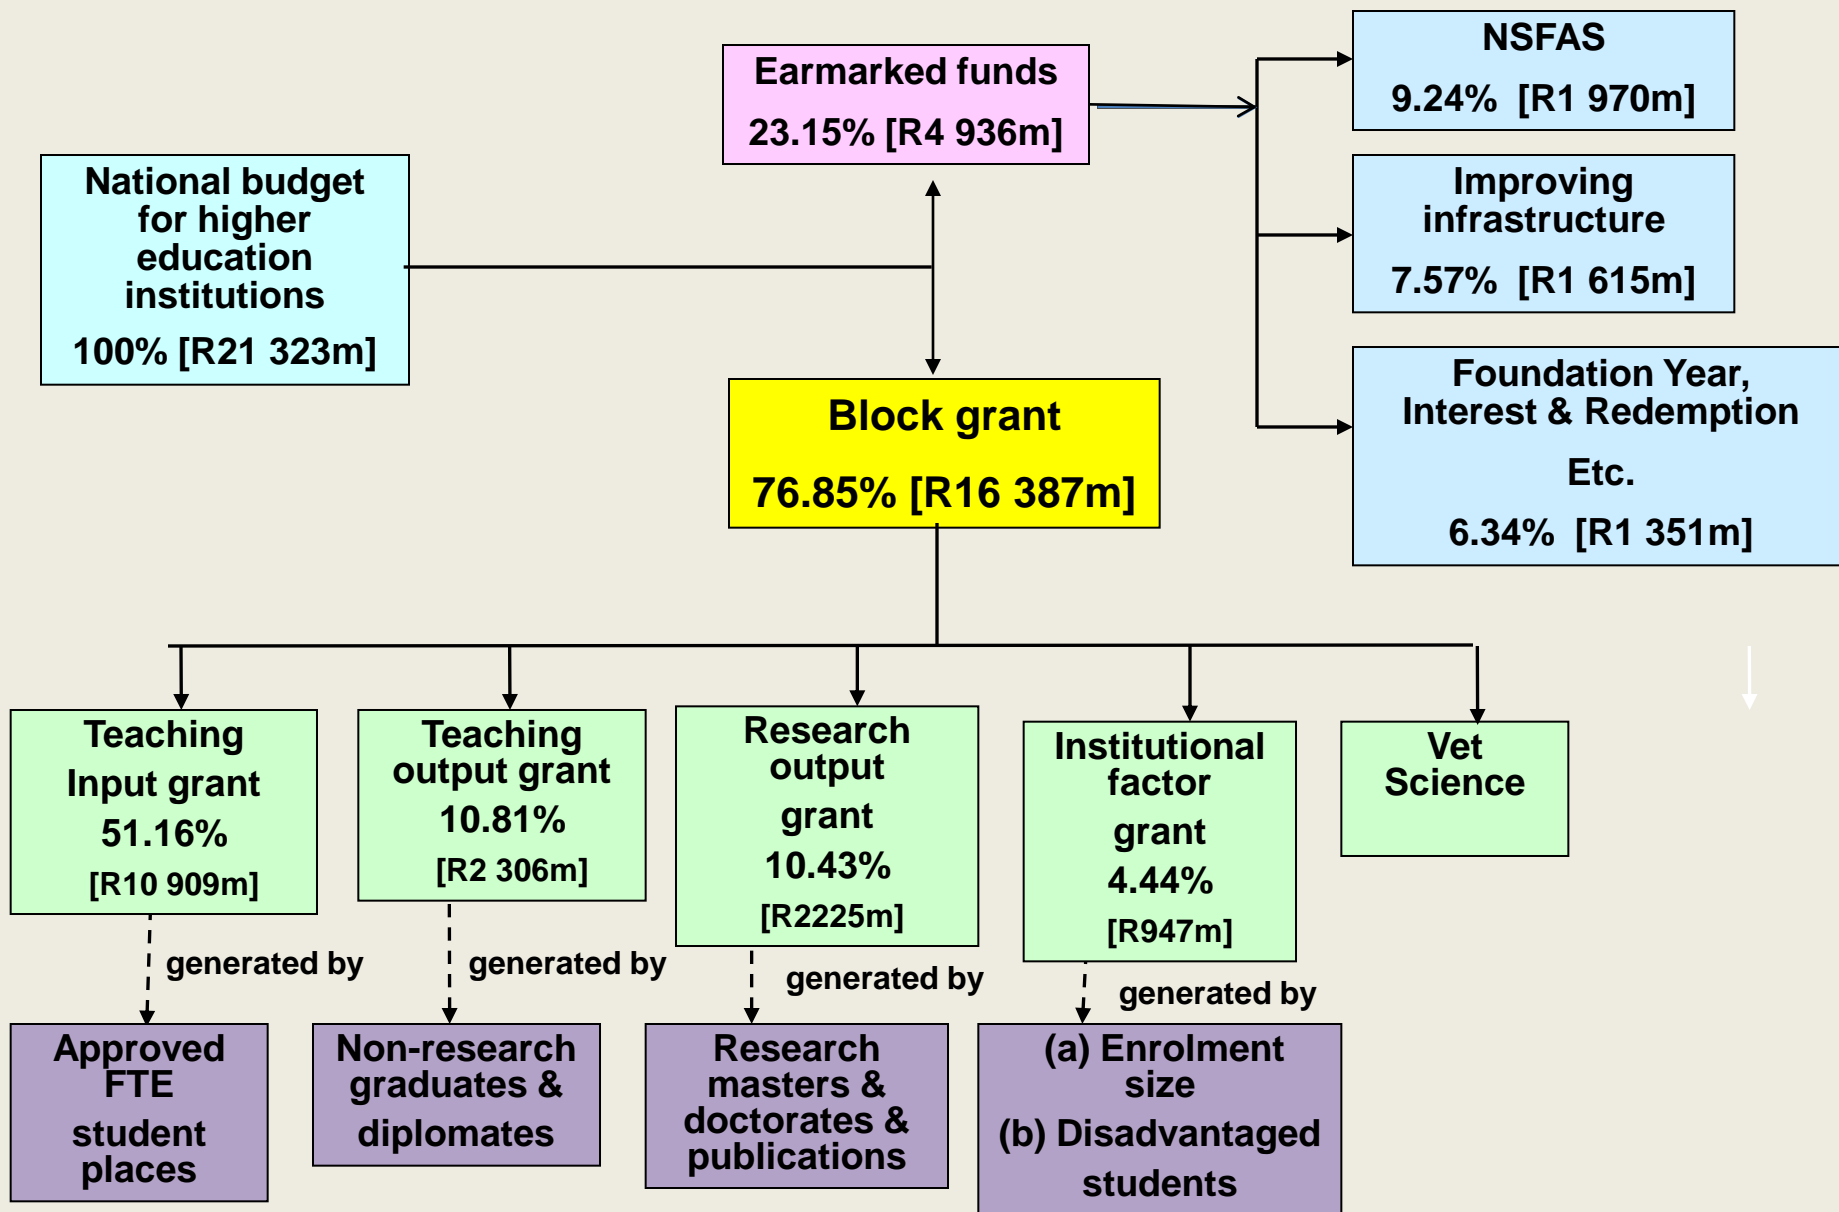 National budget
for higher
education
institutions
100% [R21 323m]
Earmarked funds
23.15% [R4 936m]
NSFAS
9.24%  [R1 970m]
Improving
infrastructure
7.57%  [R1 615m]
Foundation Year,
Interest & Redemption
Etc.
6.34%  [R1 351m]
Block grant
76.85% [R16 387m]
Teaching
Input grant
51.16%
[R10 909m]
Teaching
output grant
10.81%
[R2 306m]
Research
output
grant
10.43%
[R2225m]
Institutional
factor
grant
4.44%
[R947m]
Vet
Science
generated by
generated by
generated by
generated by
Approved
FTE
student
places
Non-research
graduates &
diplomates
Research
masters &
doctorates &
publications
(a) Enrolment
size
(b) Disadvantaged
students